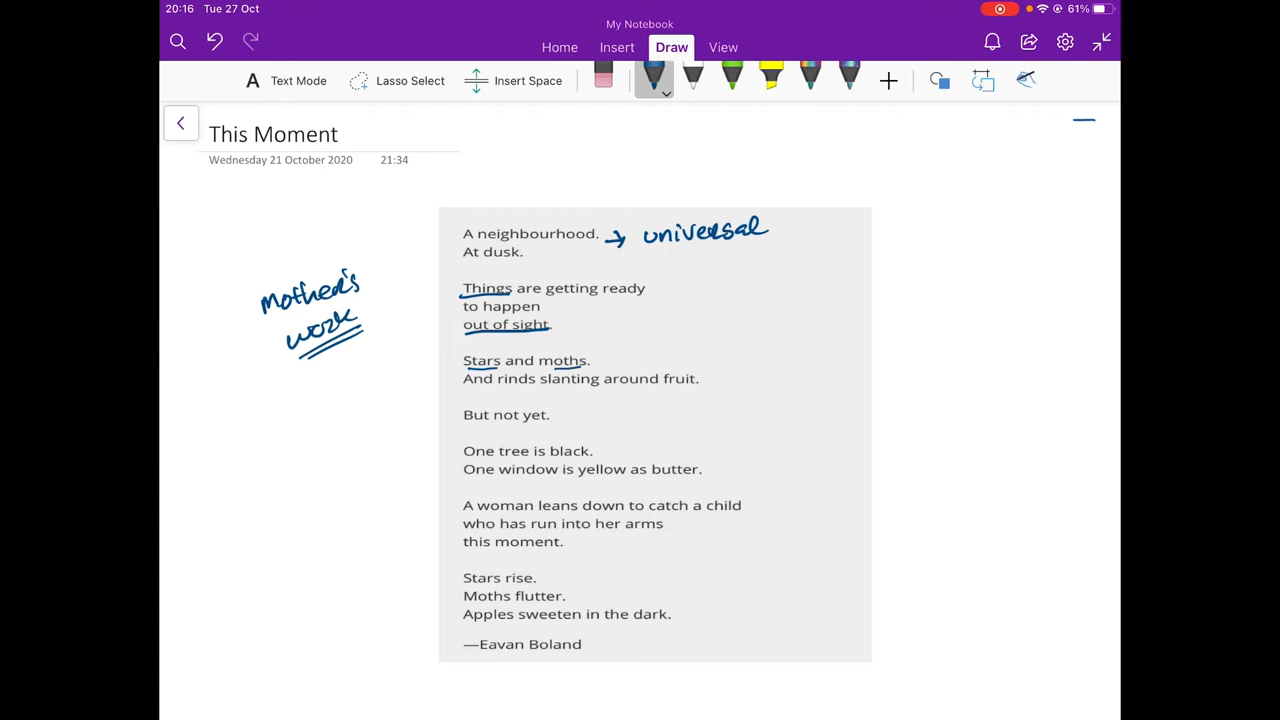 20:16 Tue 27 Oct
61%
My Notebook
Home Insert Draw View
A Text Mode Lasso Select Insert Space
This Moment
Wednesday 21 October 2020 21:34
A neighbourhood. → universal
At dusk.
Things are getting ready
to happen
out of sight.
mother's
work
Stars and moths.
And rinds slanting around fruit.
But not yet.
One tree is black.
One window is yellow as butter.
A woman leans down to catch a child
who has run into her arms
this moment.
Stars rise.
Moths flutter.
Apples sweeten in the dark.
—Eavan Boland